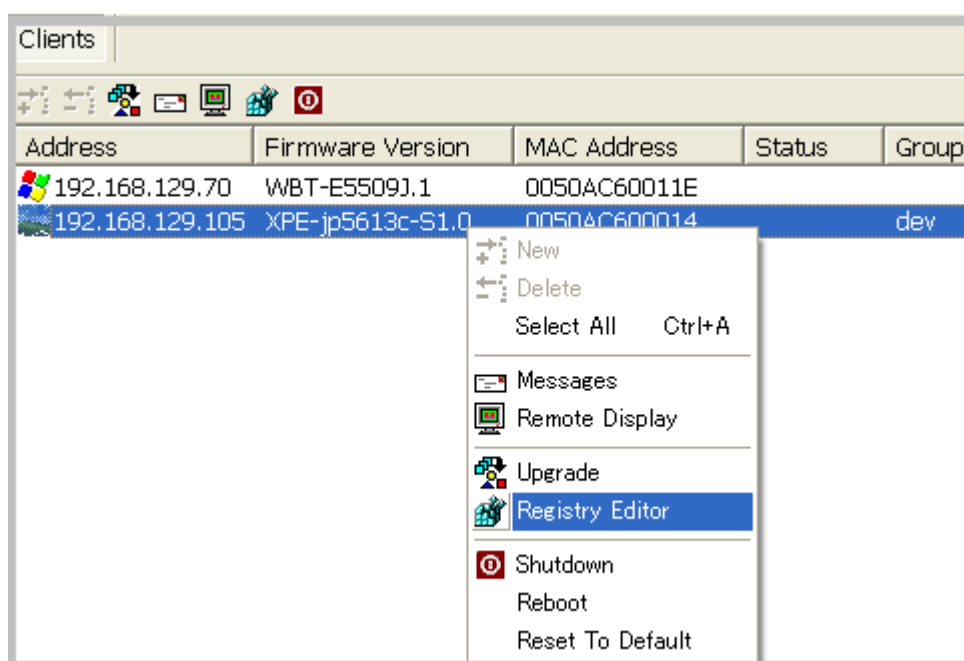 Clients
Address Firmware Version MAC Address Status Group
192.168.129.70 WBT-E5509J.1 0050AC60011E
192.168.129.105 XPE-jp5613c-S1.0 0050AC600014 dev
New
Delete
Select All Ctrl+A
Messages
Remote Display
Upgrade
Registry Editor
Shutdown
Reboot
Reset To Default